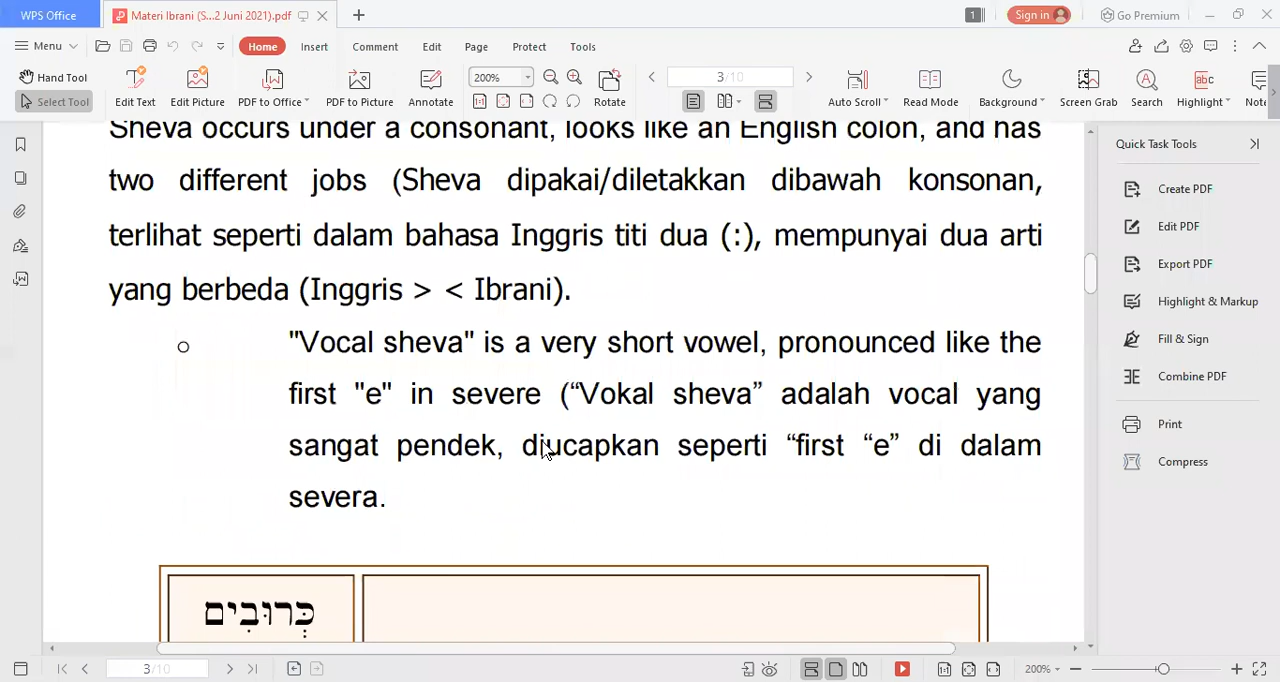 WPS Office
Materi Ibrani (S...2 Juni 2021).pdf
1
Sign in
Go Premium
Menu
Home
Insert
Comment
Edit
Page
Protect
Tools
Hand Tool
Select Tool
Edit Text
Edit Picture
PDF to Office
PDF to Picture
Annotate
200%
Rotate
3/10
Auto Scroll
Read Mode
Background
Screen Grab
Search
Highlight
Note
Sheva occurs under a consonant, looks like an English colon, and has
two different jobs (Sheva dipakai/diletakkan dibawah konsonan,
terlihat seperti dalam bahasa Inggris titi dua (:), mempunyai dua arti
yang berbeda (Inggris > < Ibrani).
"Vocal sheva" is a very short vowel, pronounced like the
first "e" in severe (“Vokal sheva” adalah vocal yang
sangat pendek, diucapkan seperti “first “e” di dalam
severa.
כְּרוּבִים
Quick Task Tools
Create PDF
Edit PDF
Export PDF
Highlight & Markup
Fill & Sign
Combine PDF
Print
Compress
3/10
200%